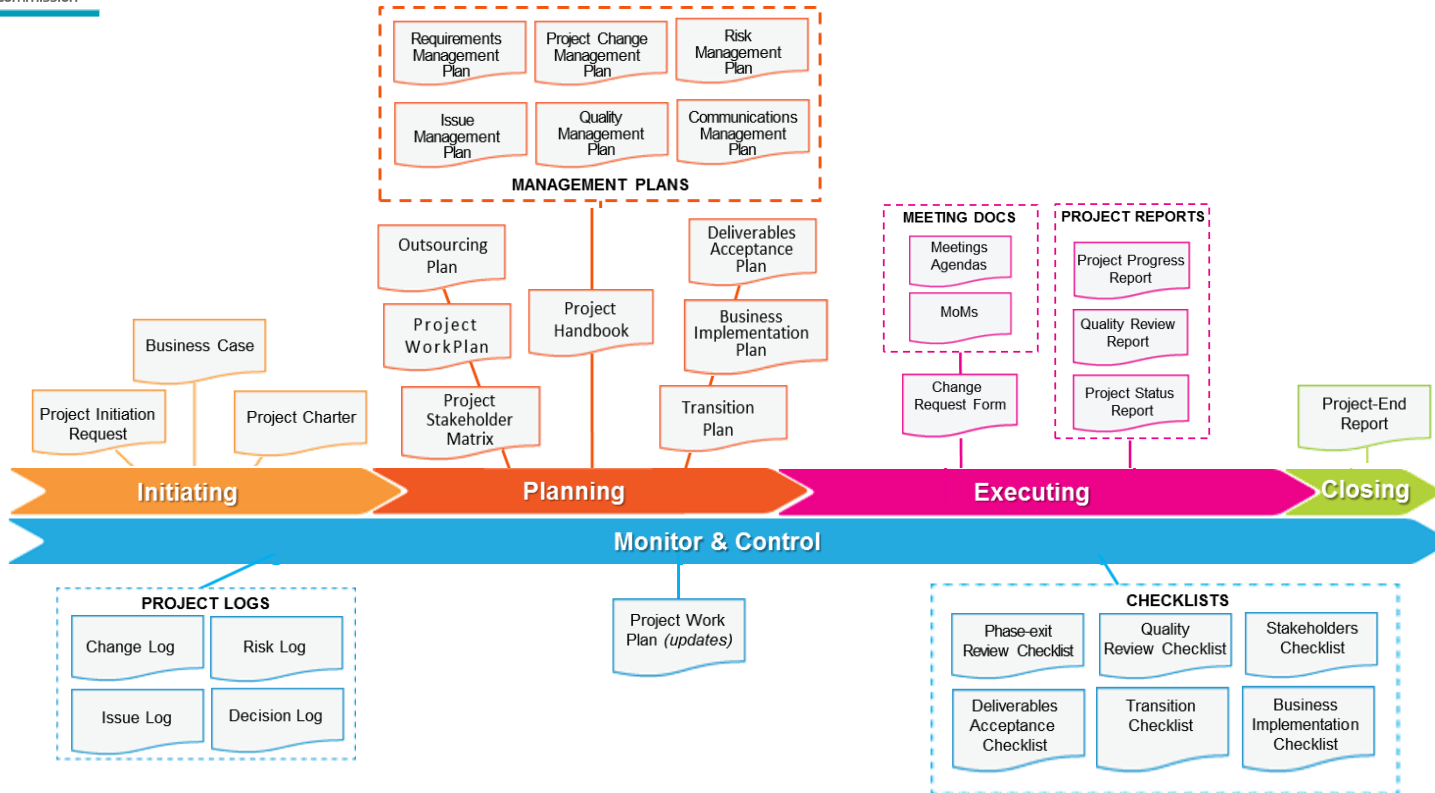 Requirements
Management
Plan
Project Change
Management
Plan
Risk
Management
Plan
Issue
Management
Plan
Quality
Management
Plan
Communications
Management
Plan
MANAGEMENT PLANS
Outsourcing
Plan
Project
WorkPlan
Project
Stakeholder
Matrix
Project
Handbook
Deliverables
Acceptance
Plan
Business
Implementation
Plan
Transition
Plan
MEETING DOCS
Meetings
Agendas
MoMs
Change
Request Form
PROJECT REPORTS
Project Progress
Report
Quality Review
Report
Project Status
Report
Business Case
Project Initiation
Request
Project Charter
Project-End
Report
Initiating
Planning
Executing
Closing
Monitor & Control
PROJECT LOGS
Change Log
Risk Log
Issue Log
Decision Log
Project Work
Plan (updates)
CHECKLISTS
Phase-exit
Review Checklist
Quality
Review Checklist
Stakeholders
Checklist
Deliverables
Acceptance
Checklist
Transition
Checklist
Business
Implementation
Checklist